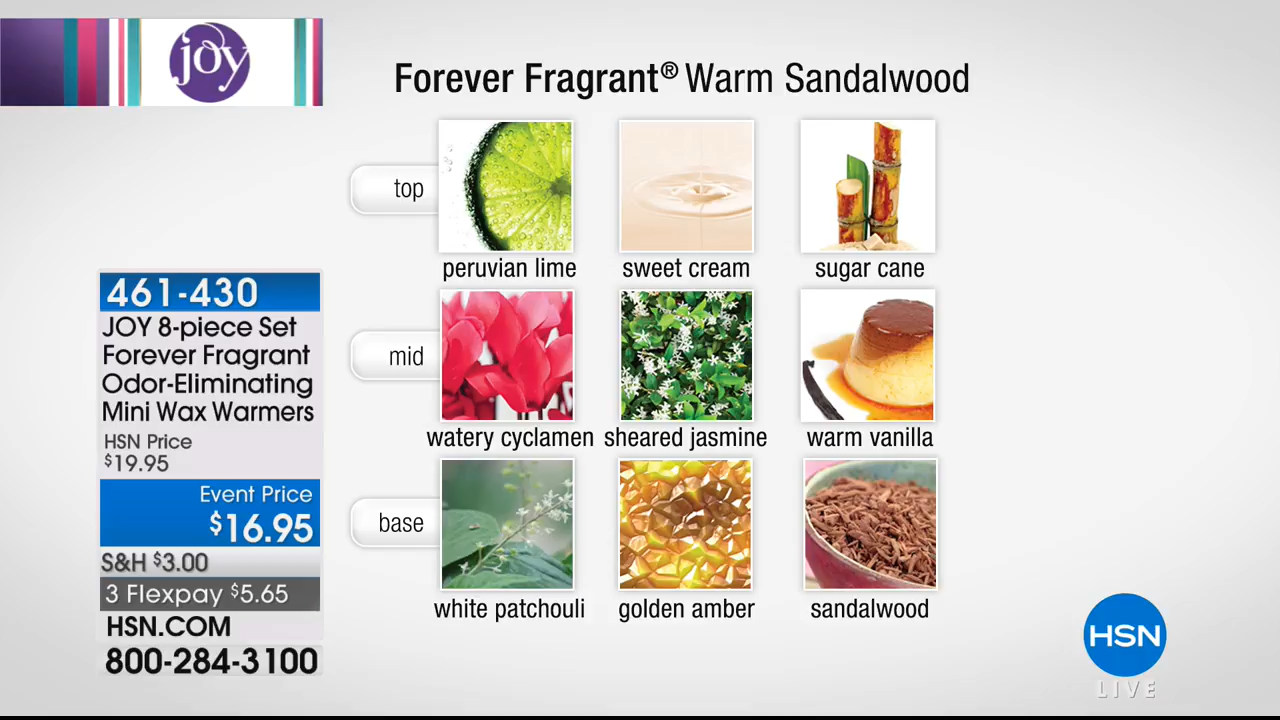 joy
Forever Fragrant® Warm Sandalwood
top
peruvian lime
sweet cream
sugar cane
mid
watery cyclamen
sheared jasmine
warm vanilla
base
white patchouli
golden amber
sandalwood
461-430
JOY 8-piece Set
Forever Fragrant
Odor-Eliminating
Mini Wax Warmers
HSN Price
$19.95
Event Price
$16.95
S&H $3.00
3 Flexpay $5.65
HSN.COM
800-284-3100
HSN
LIVE